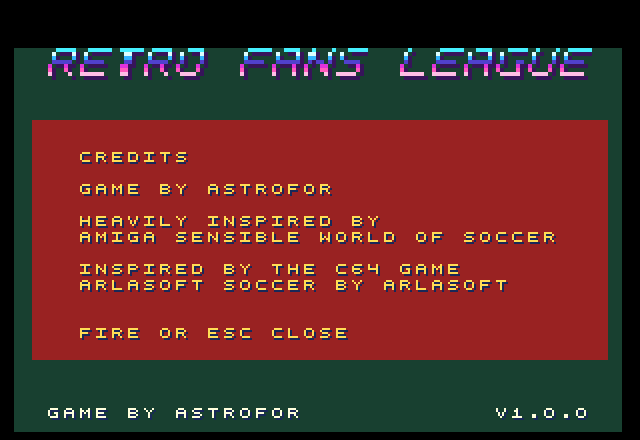 RETRO FANS LEAGUE
CREDITS
GAME BY ASTROFOR
HEAVILY INSPIRED BY
AMIGA SENSIBLE WORLD OF SOCCER
INSPIRED BY THE C64 GAME
ARLASOFT SOCCER BY ARLASOFT
FIRE OR ESC CLOSE
GAME BY ASTROFOR
V1.0.0